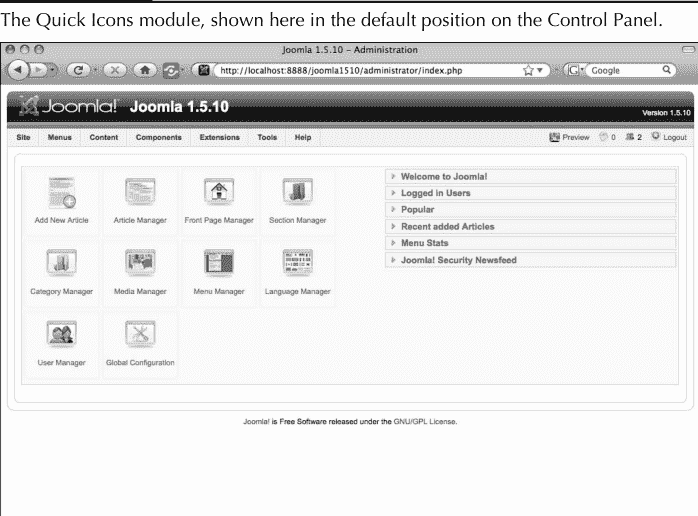 The Quick Icons module, shown here in the default position on the Control Panel.
Joomla 1.5.10 – Administration
http://localhost:8888/joomla1510/administrator/index.php
Google
Joomla! Joomla 1.5.10
Version 1.5.10
Site Menus Content Components Extensions Tools Help
Preview 0 2 Logout
Add New Article Article Manager Front Page Manager Section Manager
Category Manager Media Manager Menu Manager Language Manager
User Manager Global Configuration
Welcome to Joomla!
Logged in Users
Popular
Recent added Articles
Menu Stats
Joomla! Security Newsfeed
Joomla! is Free Software released under the GNU/GPL License.